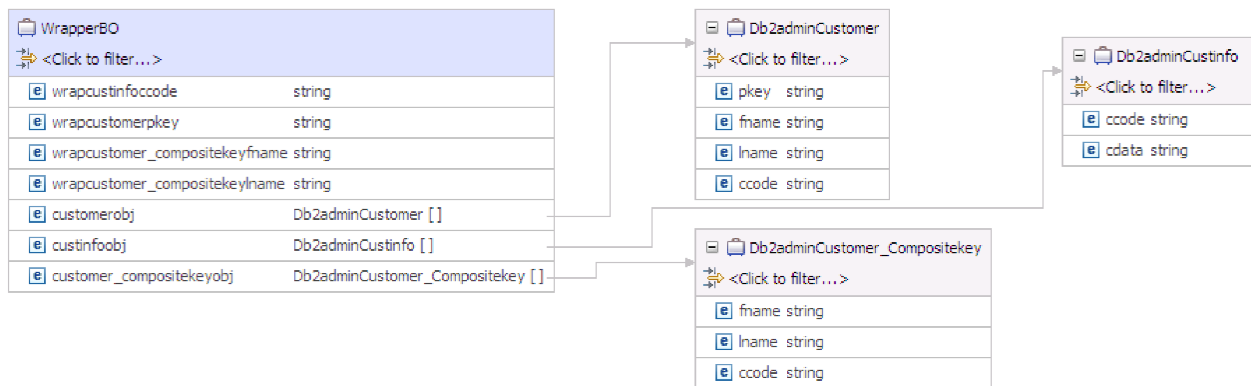 WrapperBO
<Click to filter...>
wrapcustinfoccode string
wrapcustomerpkey string
wrapcustomer_compositekeyfname string
wrapcustomer_compositekeylname string
customerobj Db2adminCustomer []
custinfoobj Db2adminCustinfo []
customer_compositekeyobj Db2adminCustomer_Compositekey []
Db2adminCustomer
<Click to filter...>
pkey string
fname string
lname string
ccode string
Db2adminCustinfo
<Click to filter...>
ccode string
cdata string
Db2adminCustomer_Compositekey
<Click to filter...>
fname string
lname string
ccode string